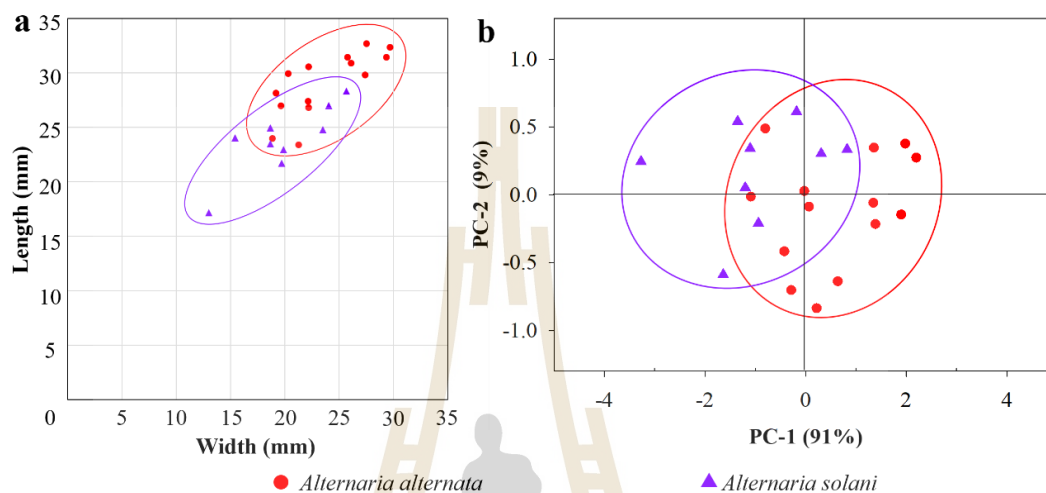 a
35
30
25
20
15
10
5
0
Length (mm)
5 10 15 20 25 30 35
Width (mm)
b
1.0
0.5
0.0
-0.5
-1.0
PC-2 (9%)
-4 -2 0 2 4
PC-1 (91%)
Alternaria alternata
Alternaria solani